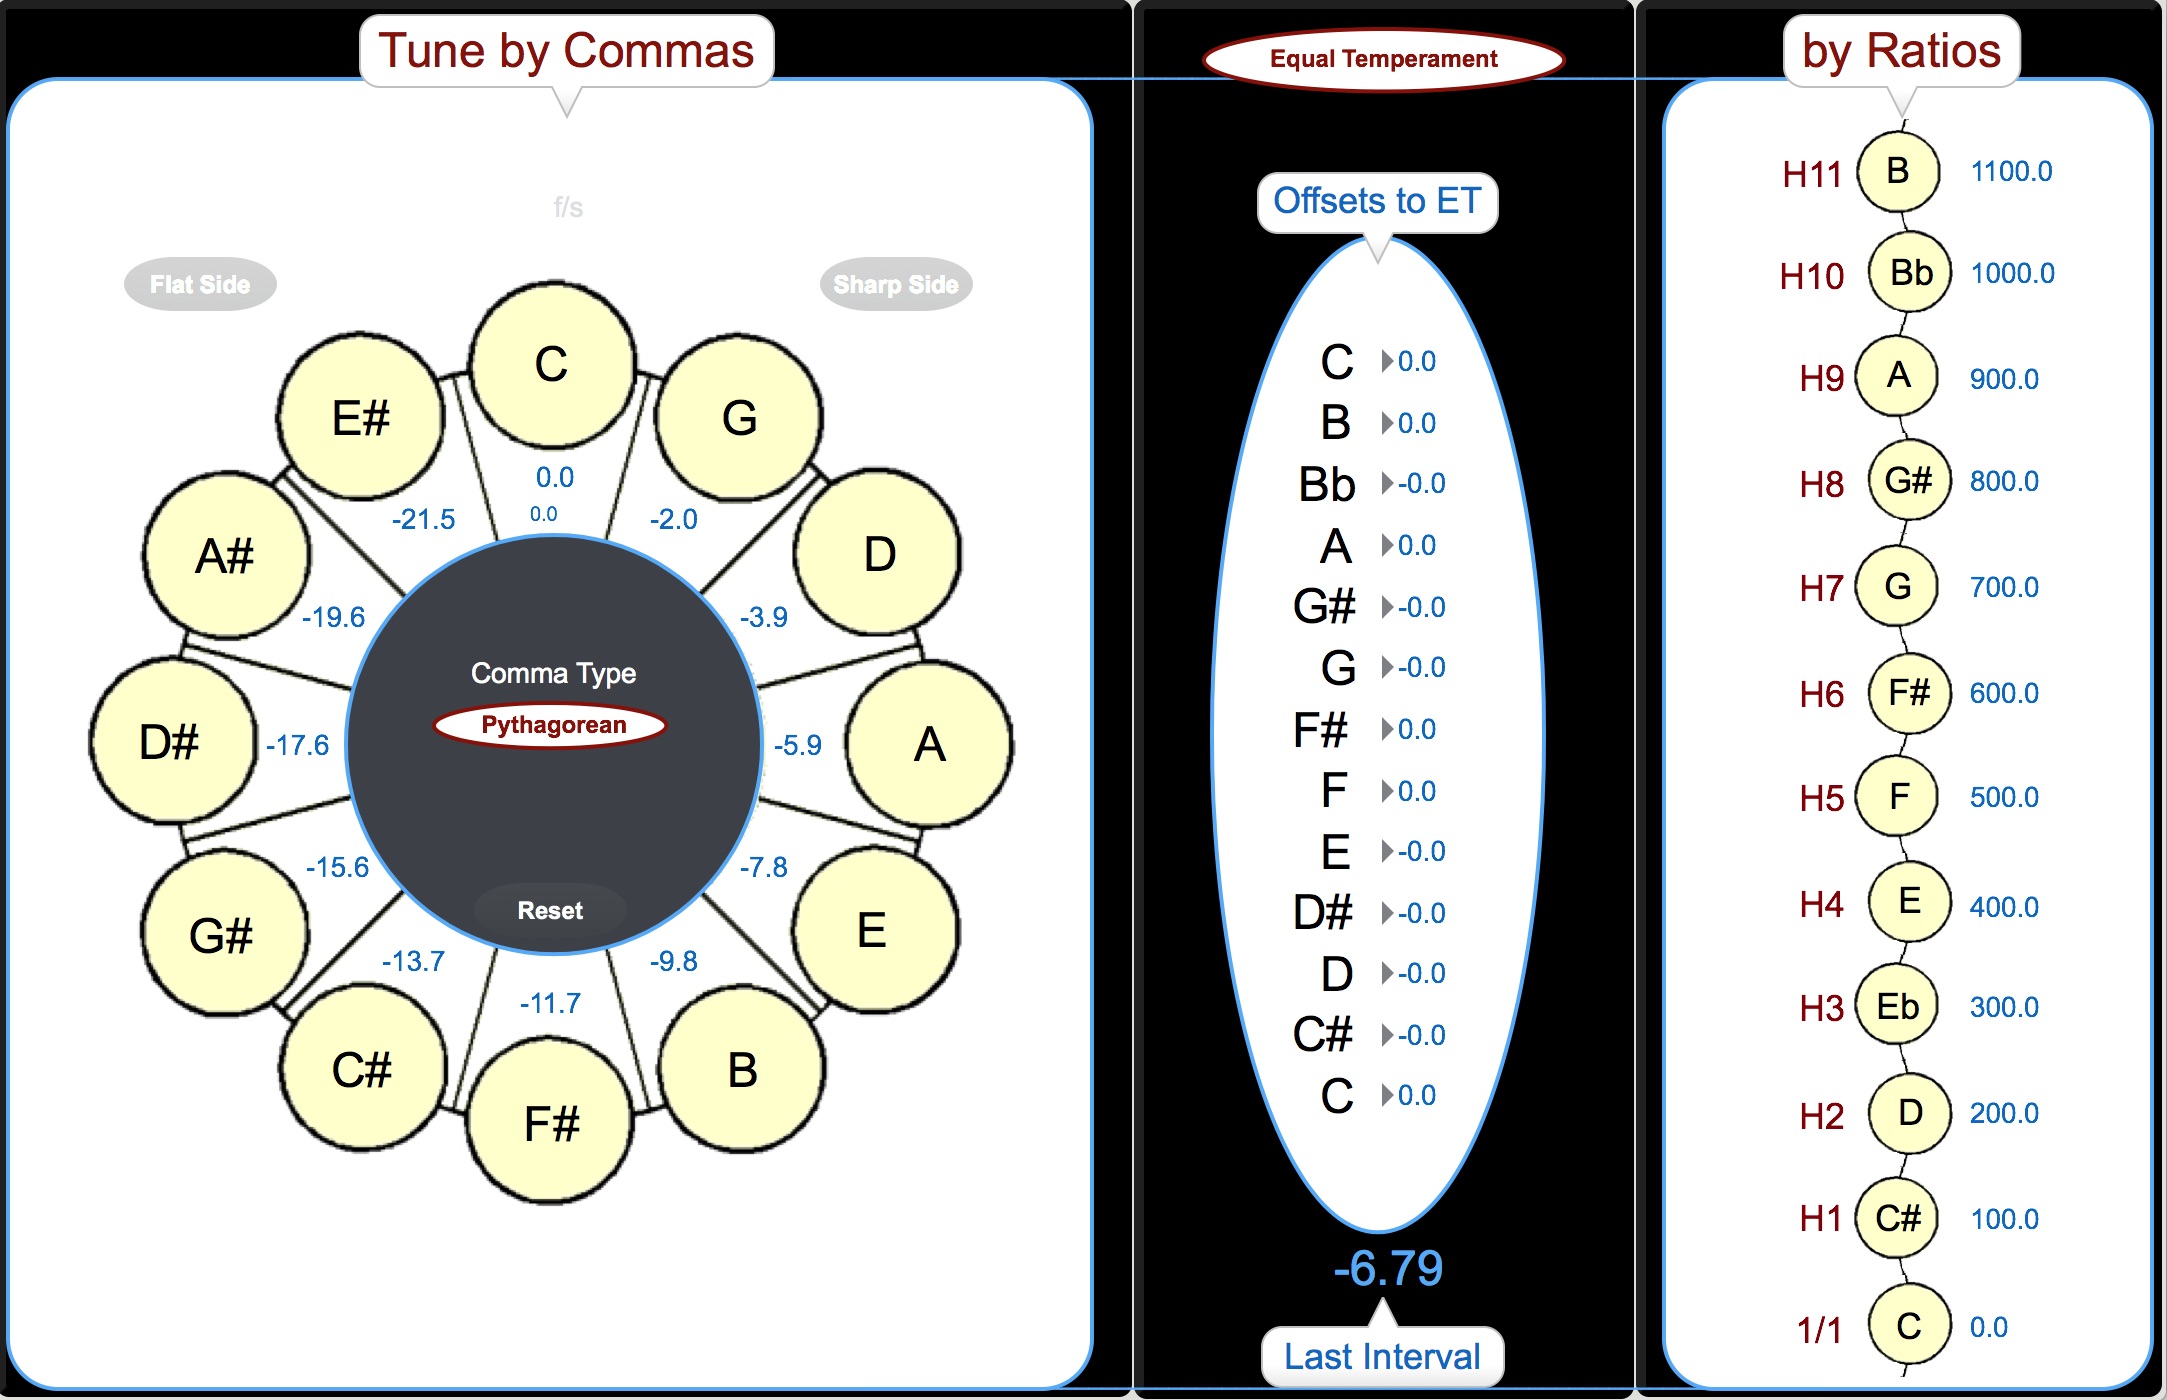 Tune by Commas
f/s
Flat Side
Sharp Side
C
0.0
0.0
G
-2.0
D
-3.9
A
-5.9
E
-7.8
B
-9.8
F#
-11.7
C#
-13.7
G#
-15.6
D#
-17.6
A#
-19.6
E#
-21.5
Comma Type
Pythagorean
Reset
Equal Temperament
Offsets to ET
C 0.0
B 0.0
Bb -0.0
A 0.0
G# -0.0
G -0.0
F# 0.0
F 0.0
E -0.0
D# -0.0
D -0.0
C# -0.0
C 0.0
-6.79
Last Interval
by Ratios
H11 B 1100.0
H10 Bb 1000.0
H9 A 900.0
H8 G# 800.0
H7 G 700.0
H6 F# 600.0
H5 F 500.0
H4 E 400.0
H3 Eb 300.0
H2 D 200.0
H1 C# 100.0
1/1 C 0.0